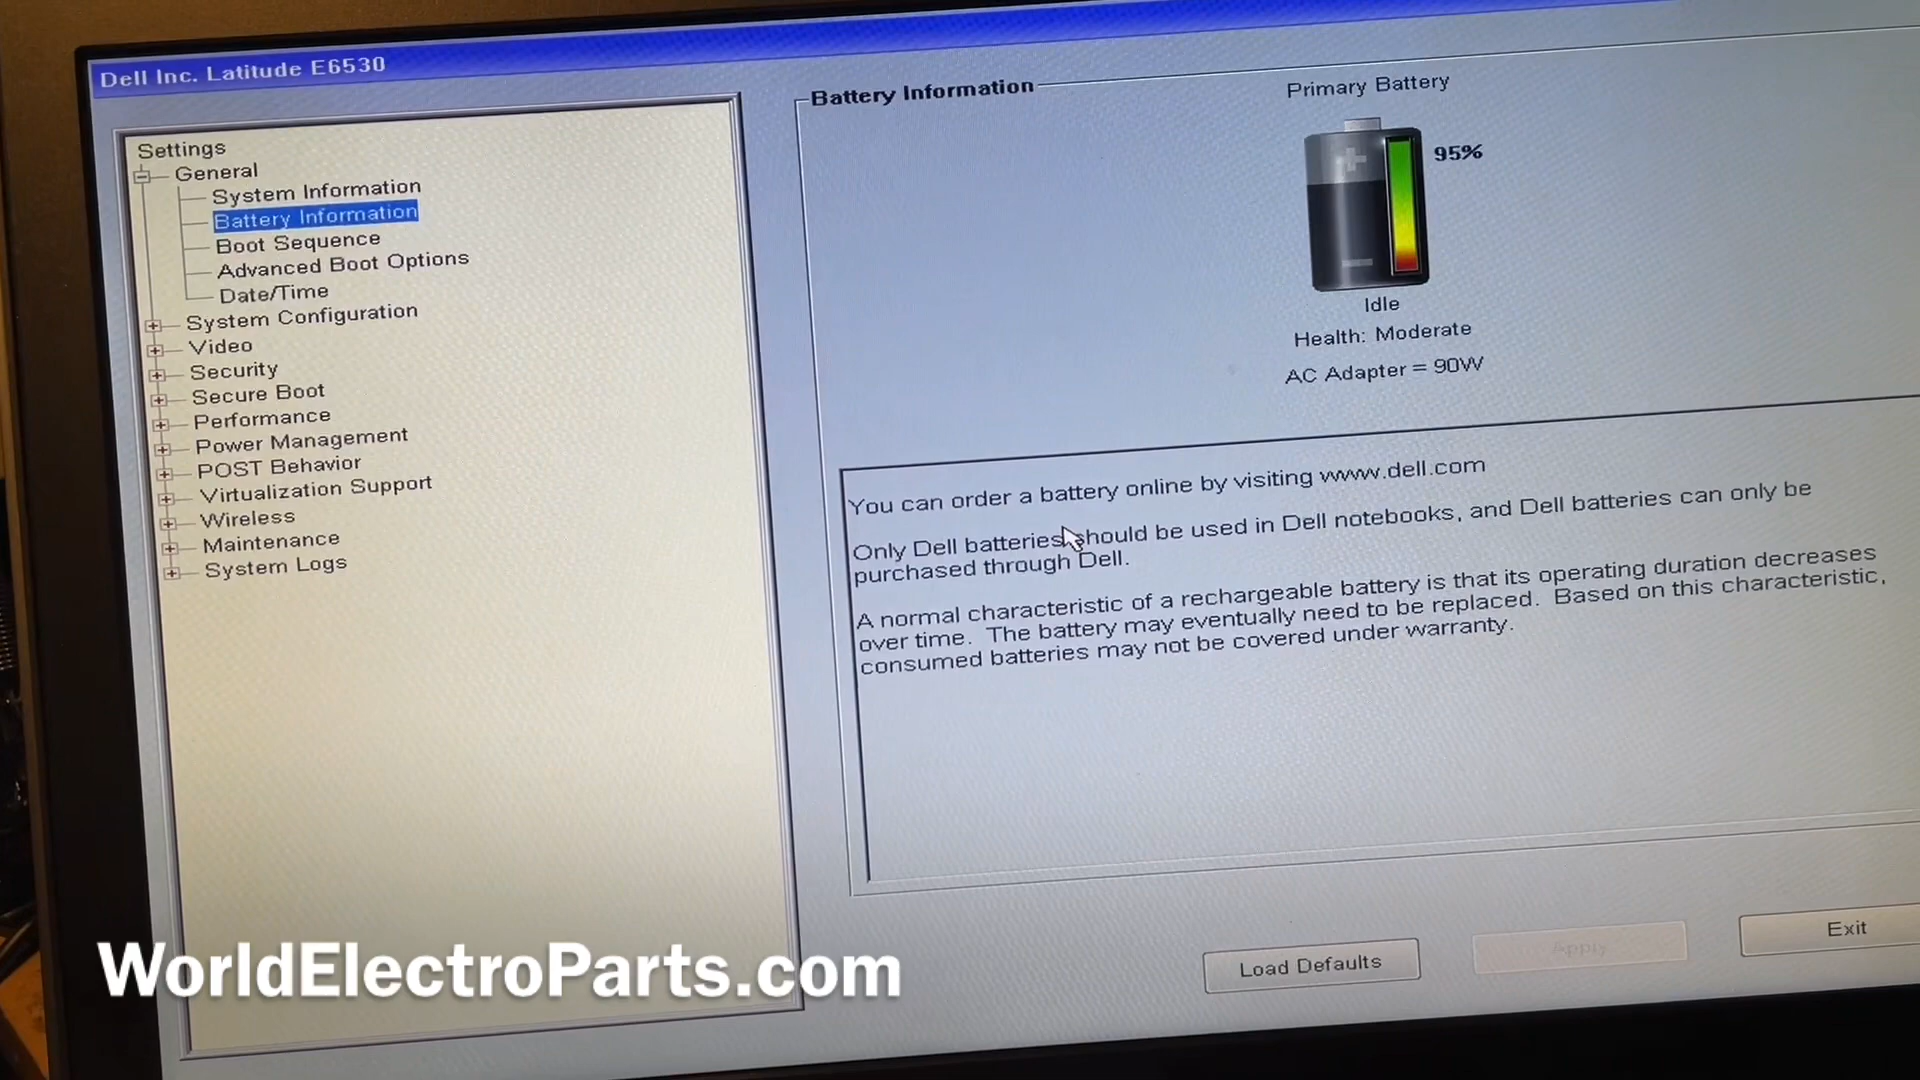 Dell Inc. Latitude E6530
Settings
General
System Information
Battery Information
Boot Sequence
Advanced Boot Options
Date/Time
System Configuration
Video
Security
Secure Boot
Performance
Power Management
POST Behavior
Virtualization Support
Wireless
Maintenance
System Logs
Battery Information
Primary Battery
95%
Idle
Health: Moderate
AC Adapter = 90W
You can order a battery online by visiting www.dell.com
Only Dell batteries should be used in Dell notebooks, and Dell batteries can only be
purchased through Dell.
A normal characteristic of a rechargeable battery is that its operating duration decreases
over time. The battery may eventually need to be replaced. Based on this characteristic,
consumed batteries may not be covered under warranty.
Load Defaults
Apply
Exit
WorldElectroParts.com